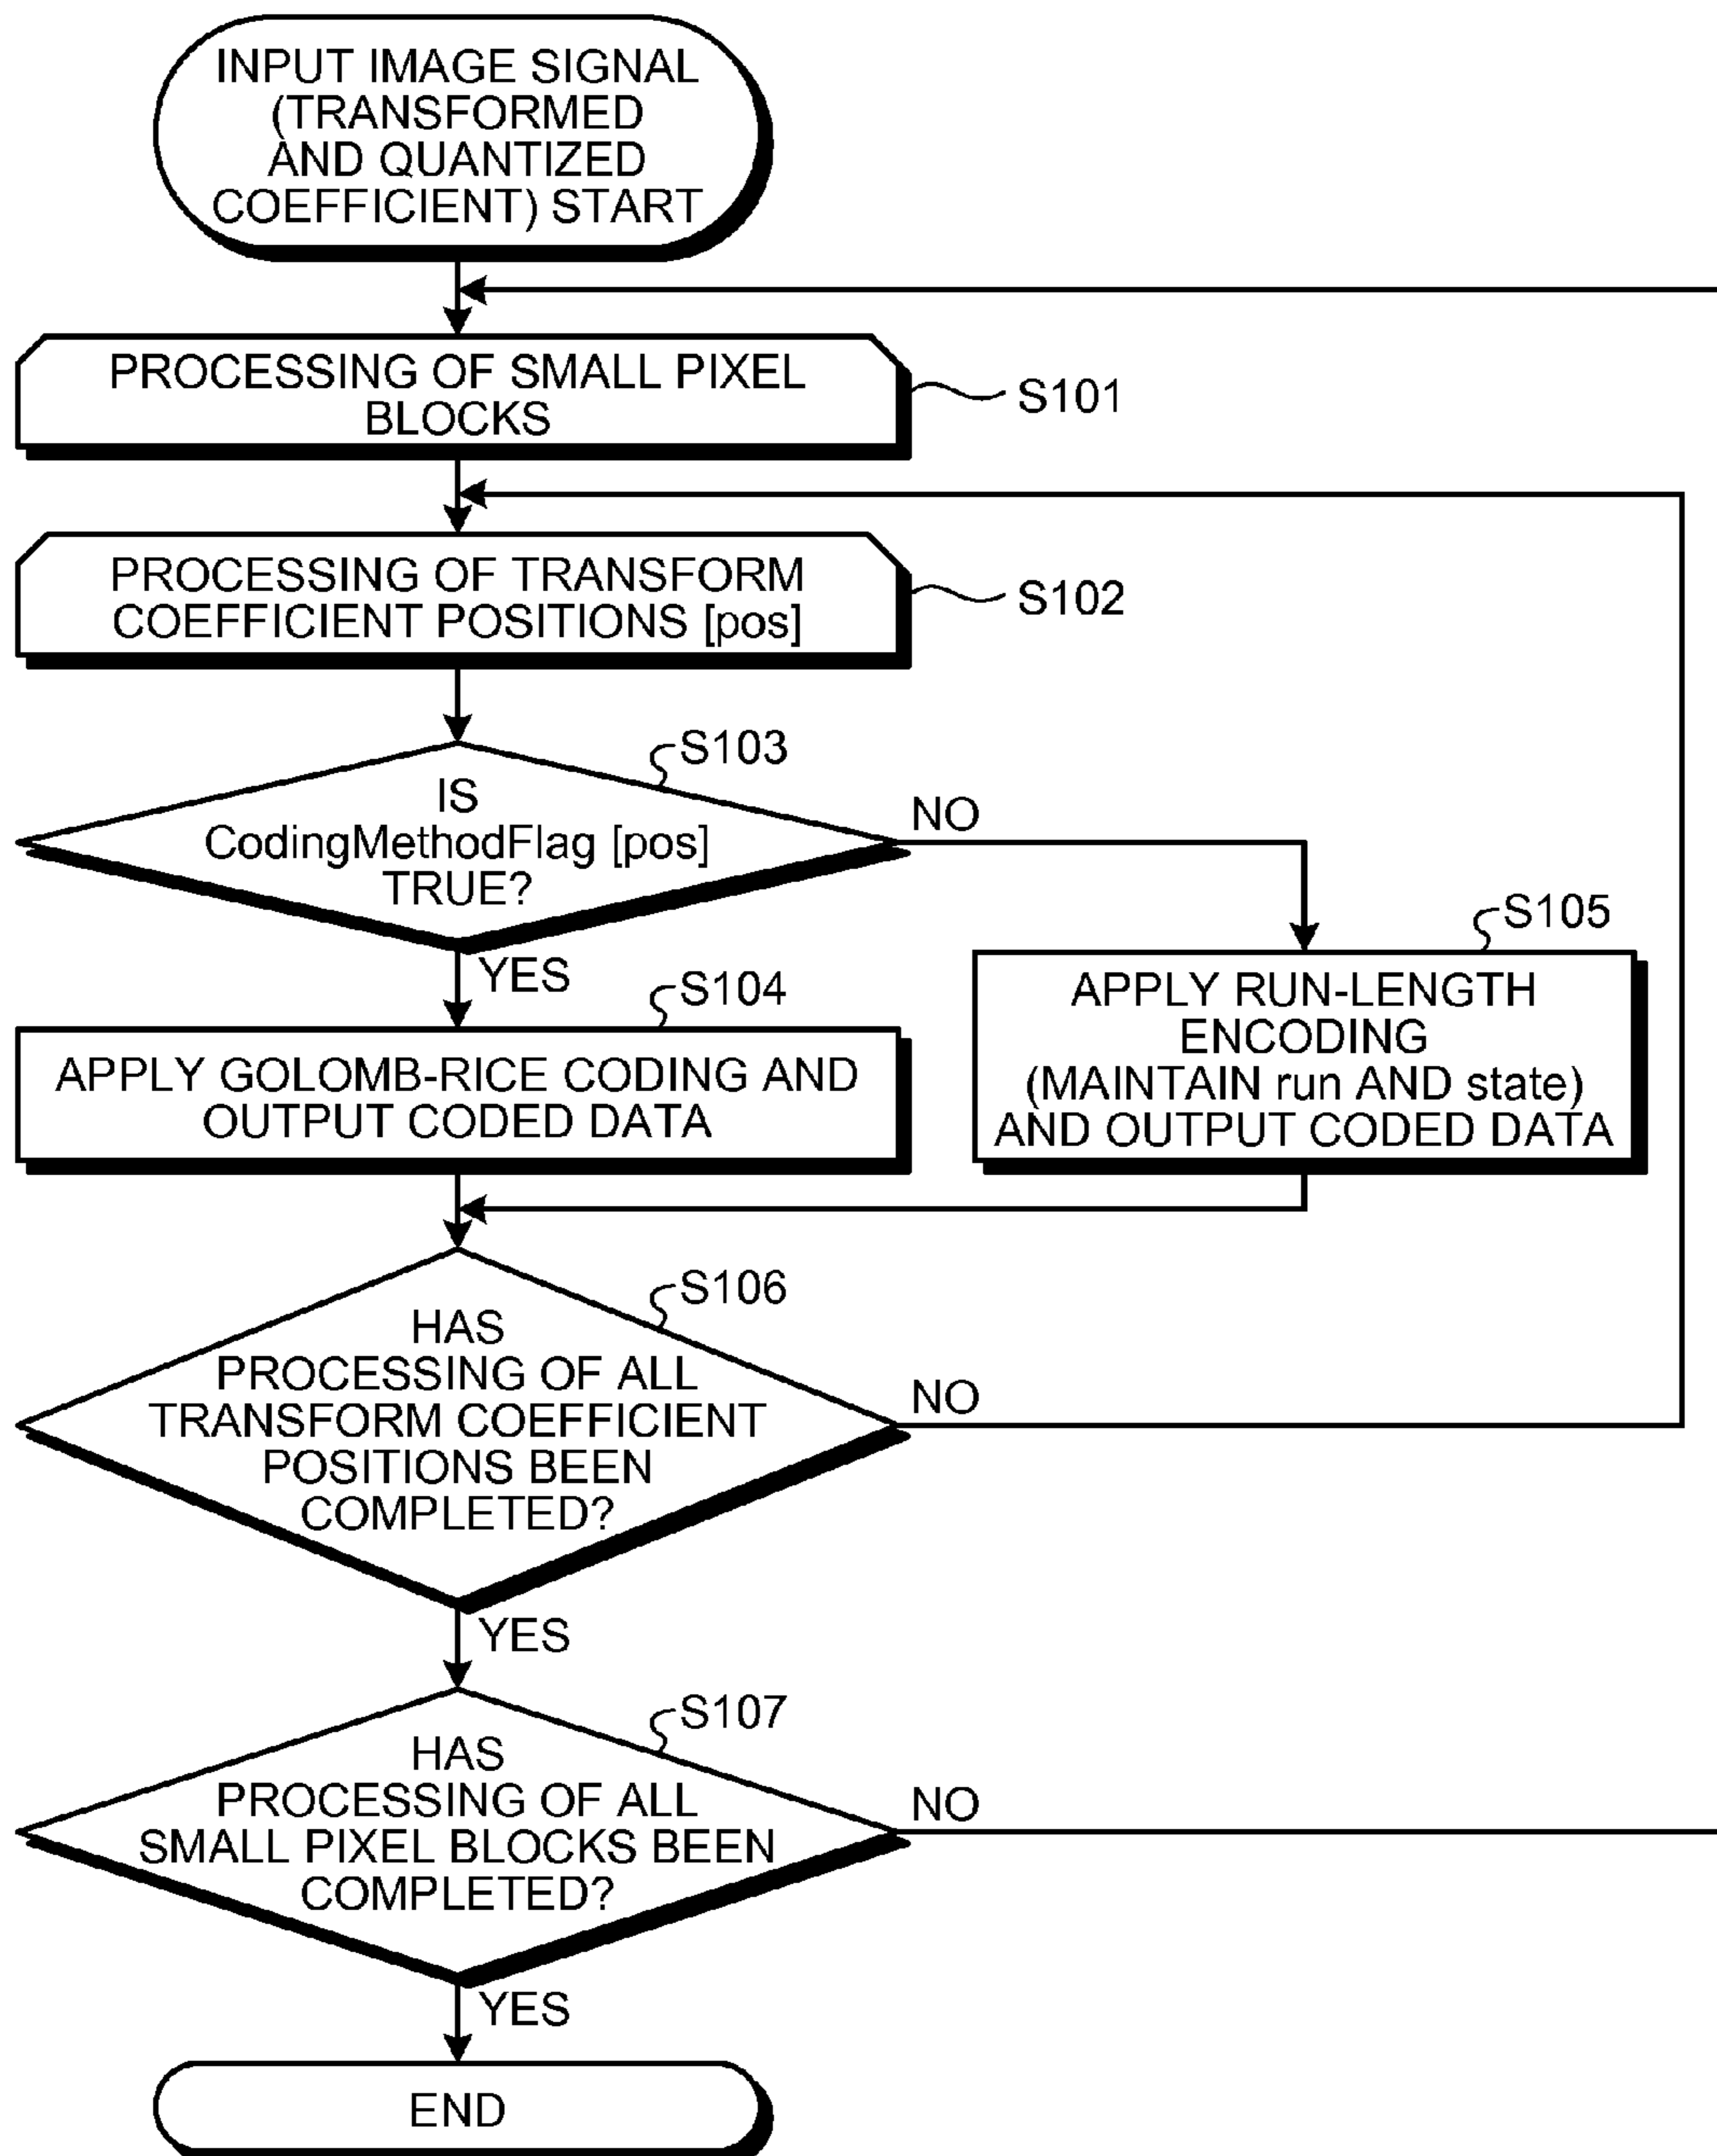 INPUT IMAGE SIGNAL
(TRANSFORMED
AND QUANTIZED
COEFFICIENT) START
PROCESSING OF SMALL PIXEL
BLOCKS
S101
PROCESSING OF TRANSFORM
COEFFICIENT POSITIONS [pos]
S102
S103
IS
CodingMethodFlag [pos]
TRUE?
NO
YES
S104
APPLY GOLOMB-RICE CODING AND
OUTPUT CODED DATA
S105
APPLY RUN-LENGTH
ENCODING
(MAINTAIN run AND state)
AND OUTPUT CODED DATA
S106
HAS
PROCESSING OF ALL
TRANSFORM COEFFICIENT
POSITIONS BEEN
COMPLETED?
NO
YES
S107
HAS
PROCESSING OF ALL
SMALL PIXEL BLOCKS BEEN
COMPLETED?
NO
YES
END